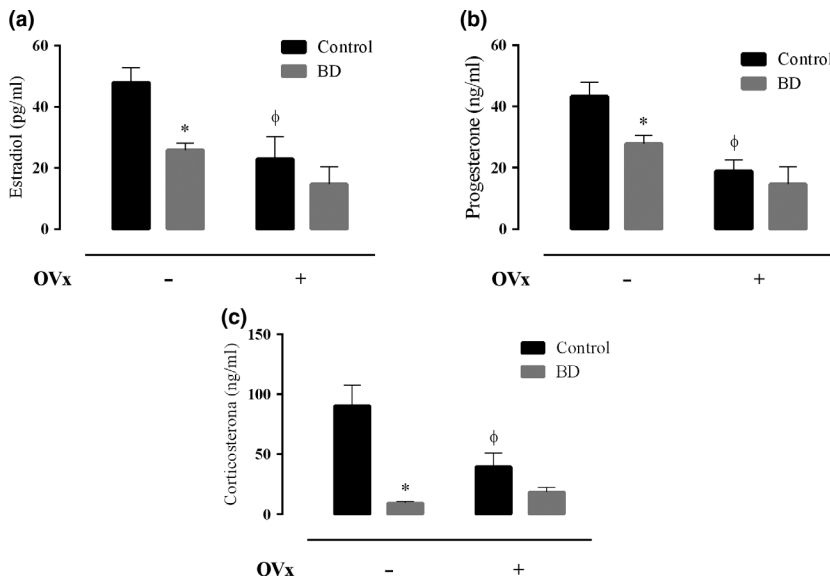 (a)
60
40
20
0
Estradiol (pg/ml)
Control
BD
*
ϕ
OVx - +
(b)
60
40
20
0
Progesterone (ng/ml)
Control
BD
*
ϕ
- +
(c)
150
100
50
0
Corticosterona (ng/ml)
Control
BD
*
ϕ
OVx - +